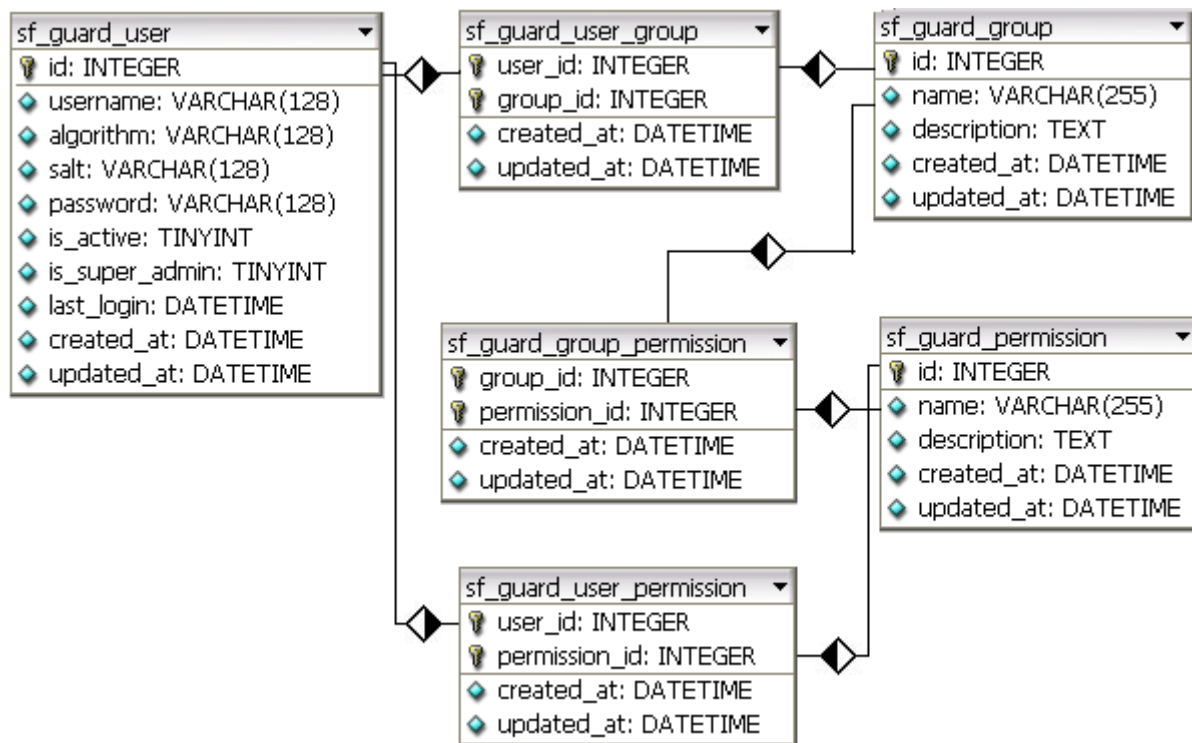 sf_guard_user
id: INTEGER
username: VARCHAR(128)
algorithm: VARCHAR(128)
salt: VARCHAR(128)
password: VARCHAR(128)
is_active: TINYINT
is_super_admin: TINYINT
last_login: DATETIME
created_at: DATETIME
updated_at: DATETIME
sf_guard_user_group
user_id: INTEGER
group_id: INTEGER
created_at: DATETIME
updated_at: DATETIME
sf_guard_group
id: INTEGER
name: VARCHAR(255)
description: TEXT
created_at: DATETIME
updated_at: DATETIME
sf_guard_group_permission
group_id: INTEGER
permission_id: INTEGER
created_at: DATETIME
updated_at: DATETIME
sf_guard_permission
id: INTEGER
name: VARCHAR(255)
description: TEXT
created_at: DATETIME
updated_at: DATETIME
sf_guard_user_permission
user_id: INTEGER
permission_id: INTEGER
created_at: DATETIME
updated_at: DATETIME